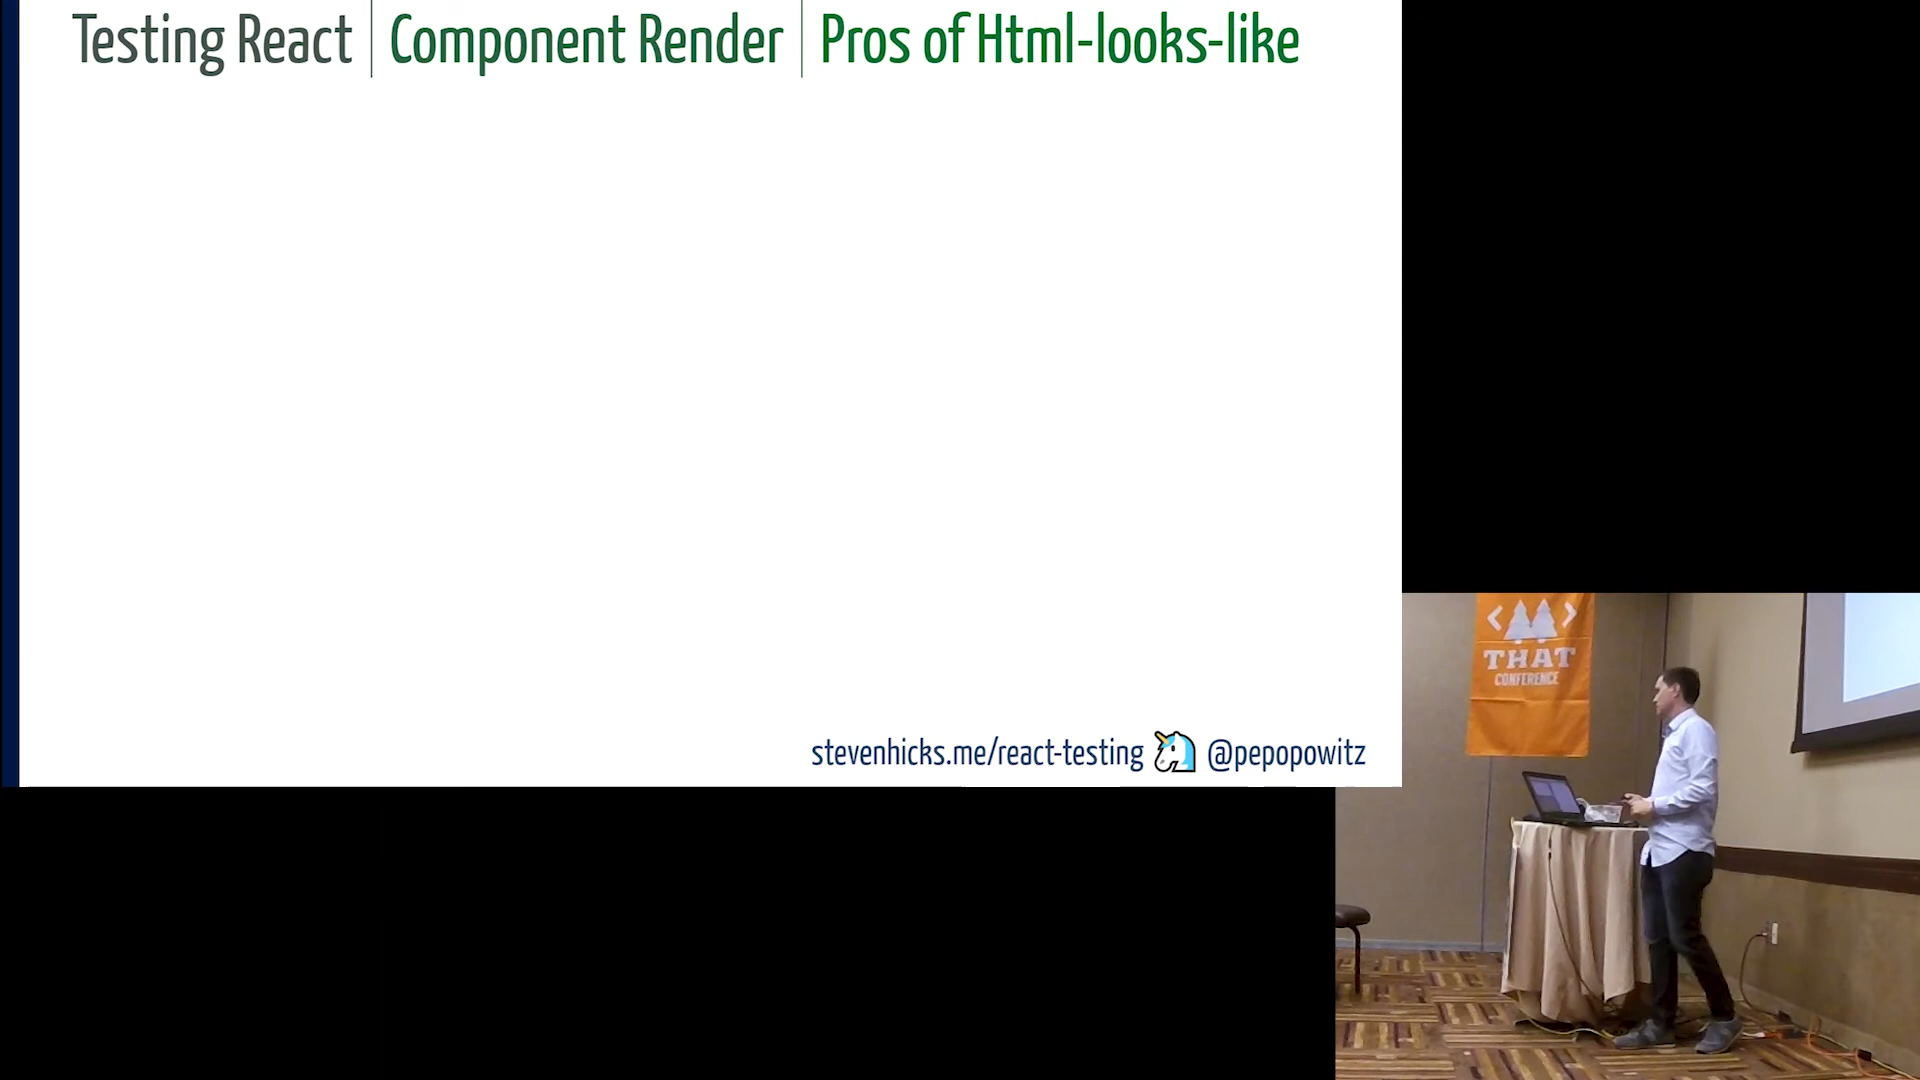 Testing React | Component Render | Pros of Html-looks-like
stevenhicks.me/react-testing @pepopowitz
< >
THAT
CONFERENCE